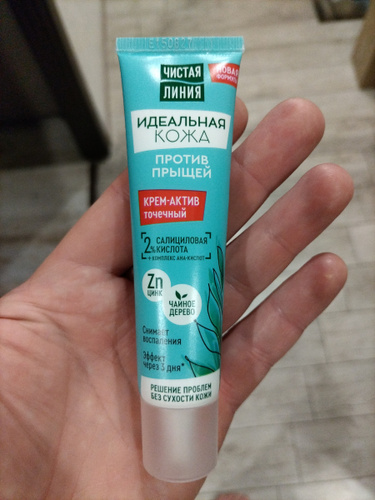 ЧИСТАЯ
ЛИНИЯ
НОВАЯ
ФОРМУЛА
ИДЕАЛЬНАЯ
КОЖА
ПРОТИВ
ПРЫЩЕЙ
КРЕМ-АКТИВ
точечный
2% САЛИЦИЛОВАЯ
КИСЛОТА
+ КОМПЛЕКС АНА-КИСЛОТ
Zn
ЦИНК
ЧАЙНОЕ
ДЕРЕВО
Снимает
воспаления
Эффект
через 3 дня*
РЕШЕНИЕ ПРОБЛЕМ
БЕЗ СУХОСТИ КОЖИ